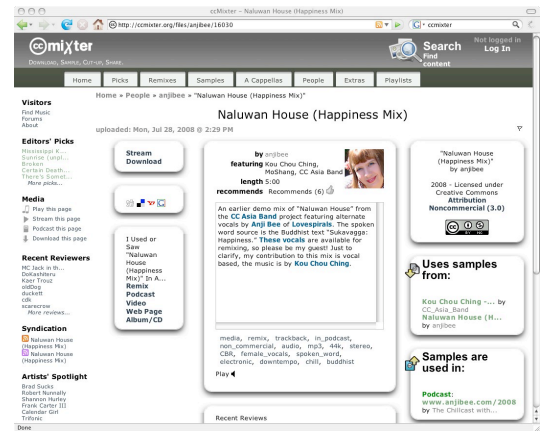 ccMixter - Naluwan House (Happiness Mix)
http://ccmixter.org/files/anjibee/16030
ccmixter
ccmixter
DOWNLOAD, SAMPLE, CUT-UP, SHARE.
Search
Find
content
Not logged in
Log In
Home
Picks
Remixes
Samples
A Cappellas
People
Extras
Playlists
Home » People » anjibee » "Naluwan House (Happiness Mix)"
Naluwan House (Happiness Mix)
uploaded: Mon, Jul 28, 2008 @ 2:29 PM
Visitors
Find Music
Forums
About
Editors' Picks
Mississippi K...
Sunrise (unpl...
Broken
Certain Death...
There's Somet...
More picks...
Media
Play this page
Stream this page
Podcast this page
Download this page
Recent Reviewers
MC Jack in th...
DoKashiteru
Kaer Trouz
oldDog
duckett
cdk
scarecrow
More reviews...
Syndication
Naluwan House
(Happiness Mix)
Naluwan House
(Happiness Mix)
Artists' Spotlight
Brad Sucks
Robert Nunnally
Shannon Hurley
Frank Carter III
Calendar Girl
Trifonic
Stream
Download
I Used or
Saw
"Naluwan
House
(Happiness
Mix)" In A...
Remix
Podcast
Video
Web Page
Album/CD
by anjibee
featuring Kou Chou Ching,
MoShang, CC Asia Band
length 5:00
recommends Recommends (6)
An earlier demo mix of "Naluwan House" from
the CC Asia Band project featuring alternate
vocals by Anji Bee of Lovespirals. The spoken
word source is the Buddhist text "Sukavagga:
Happiness." These vocals are available for
remixing, so please be my guest! Just to
clarify, my contribution to this mix is vocal
based, the music is by Kou Chou Ching.
media, remix, trackback, in_podcast,
non_commercial, audio, mp3, 44k, stereo,
CBR, female_vocals, spoken_word,
electronic, downtempo, chill, buddhist
Play
Recent Reviews
"Naluwan House
(Happiness Mix)"
by anjibee
2008 - Licensed under
Creative Commons
Attribution
Noncommercial (3.0)
cc
BY NC
Uses samples
from:
Kou Chou Ching -... by
CC_Asia_Band
Naluwan House (H...
by anjibee
Samples are
used in:
Podcast:
www.anjibee.com/2008
by The Chillcast with...
Done